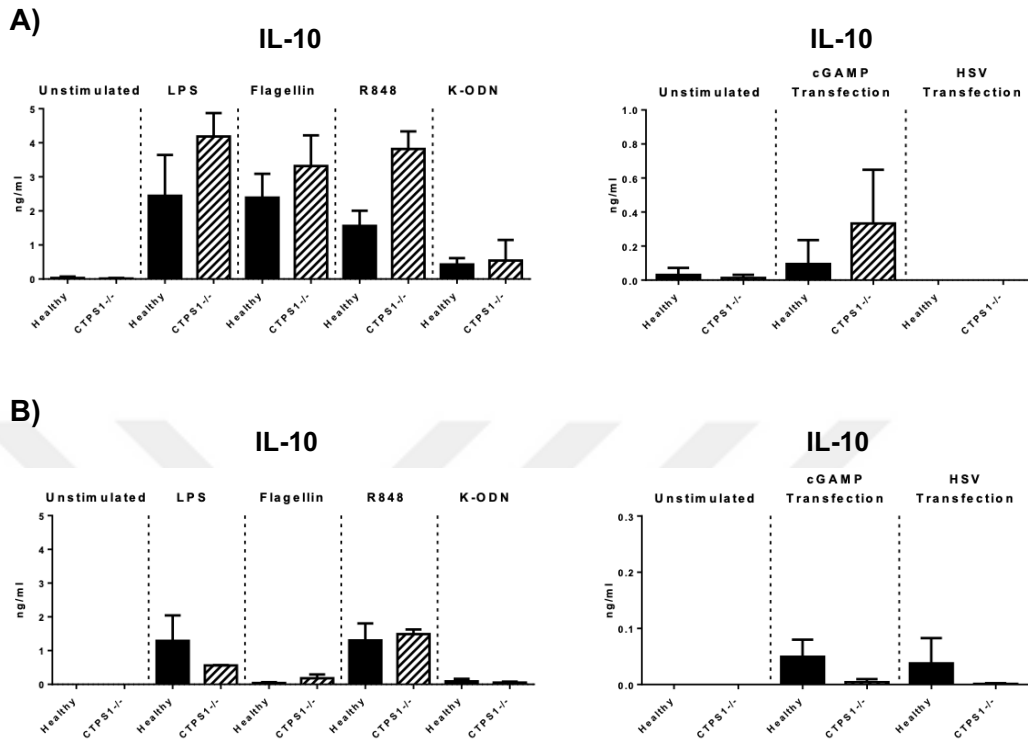 A)
IL-10
Unstimulated LPS Flagellin R848 K-ODN
5
4
3
2
1
0
ng/ml
Healthy CTPS1-/- Healthy CTPS1-/- Healthy CTPS1-/- Healthy CTPS1-/- Healthy CTPS1-/-
IL-10
Unstimulated cGAMP Transfection HSV Transfection
1.0
0.8
0.6
0.4
0.2
0.0
ng/ml
Healthy CTPS1-/- Healthy CTPS1-/- Healthy CTPS1-/-
B)
IL-10
Unstimulated LPS Flagellin R848 K-ODN
5
4
3
2
1
0
ng/ml
Healthy CTPS1-/- Healthy CTPS1-/- Healthy CTPS1-/- Healthy CTPS1-/- Healthy CTPS1-/-
IL-10
Unstimulated cGAMP Transfection HSV Transfection
0.3
0.2
0.1
0.0
ng/ml
Healthy CTPS1-/- Healthy CTPS1-/- Healthy CTPS1-/-